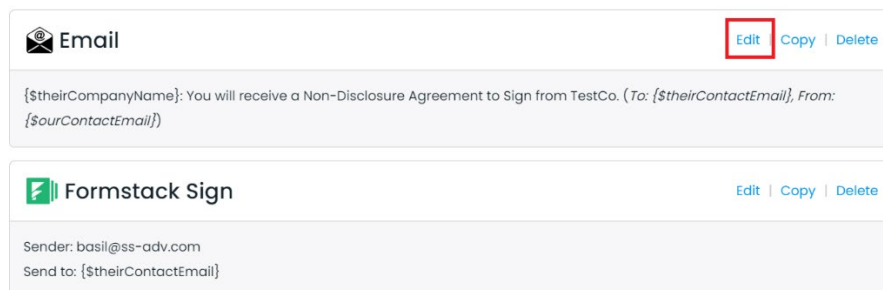 Email
Edit | Copy | Delete
{$theirCompanyName}: You will receive a Non-Disclosure Agreement to Sign from TestCo. (To: {$theirContactEmail}, From:
{$ourContactEmail})
Formstack Sign
Edit | Copy | Delete
Sender: basil@ss-adv.com
Send to: {$theirContactEmail}